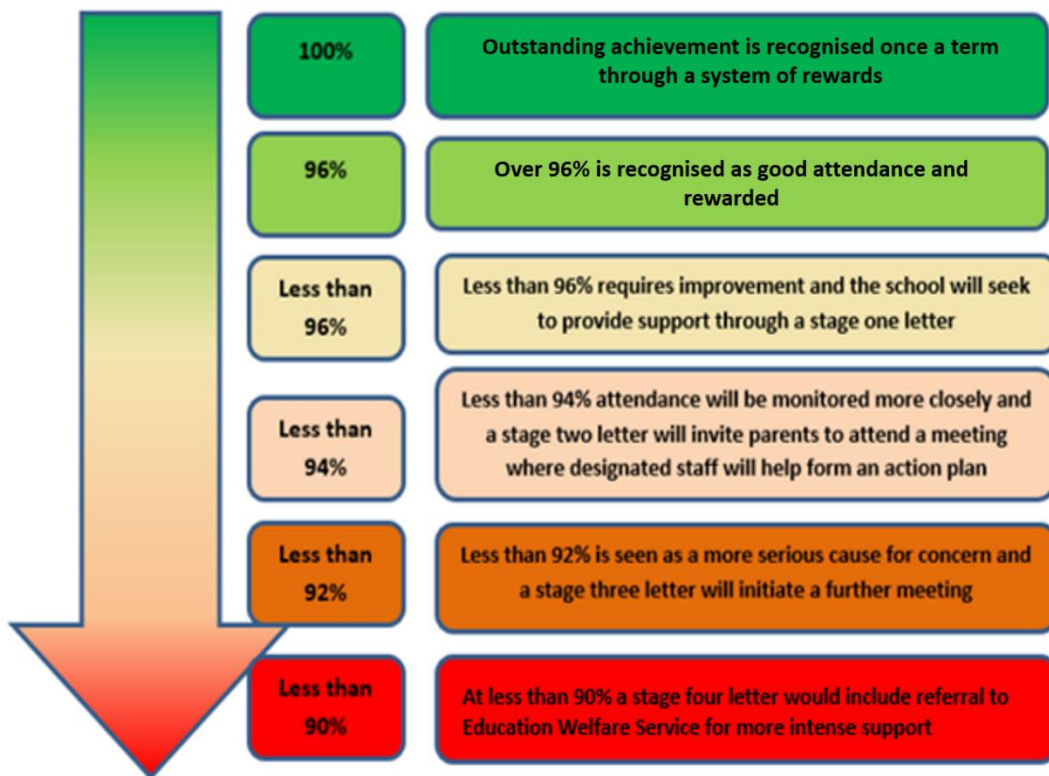 100%
Outstanding achievement is recognised once a term
through a system of rewards
96%
Over 96% is recognised as good attendance and
rewarded
Less than
96%
Less than 96% requires improvement and the school will seek
to provide support through a stage one letter
Less than
94%
Less than 94% attendance will be monitored more closely and
a stage two letter will invite parents to attend a meeting
where designated staff will help form an action plan
Less than
92%
Less than 92% is seen as a more serious cause for concern and
a stage three letter will initiate a further meeting
Less than
90%
At less than 90% a stage four letter would include referral to
Education Welfare Service for more intense support